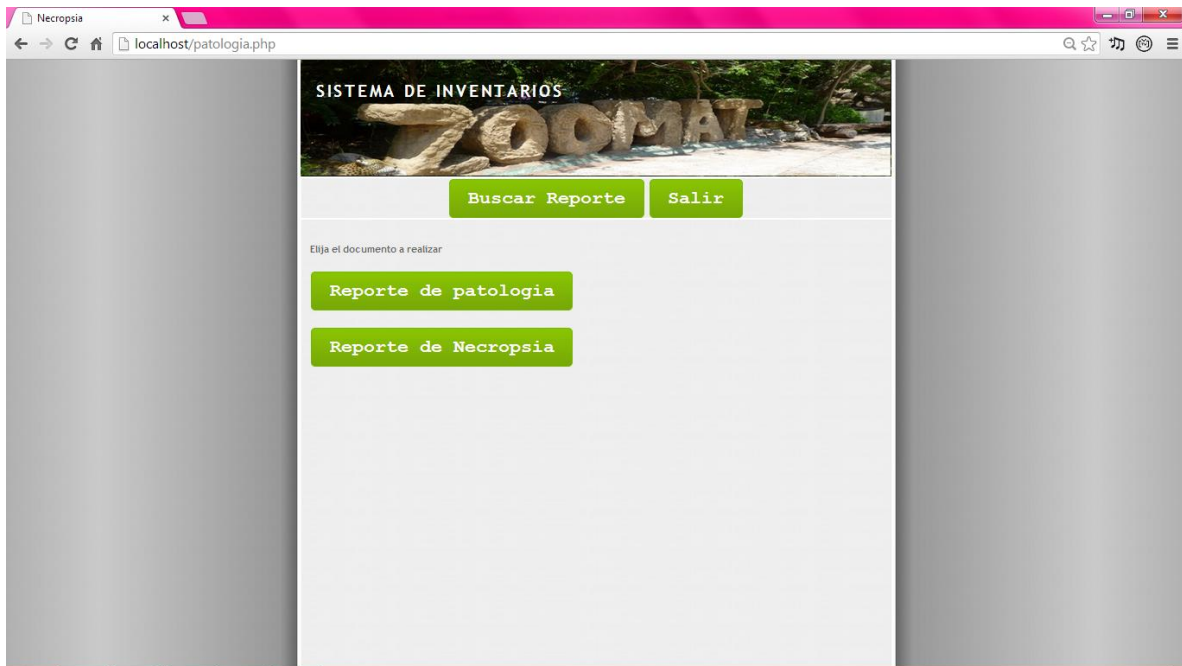 Necropsia
localhost/patologia.php
SISTEMA DE INVENTARIOS
ZOOMAT
Buscar Reporte
Salir
Elija el documento a realizar
Reporte de patologia
Reporte de Necropsia